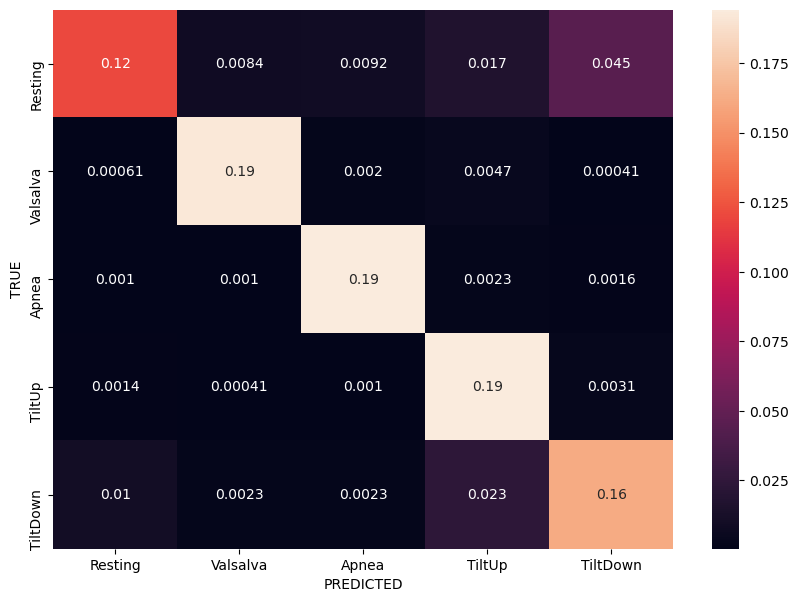 Resting 0.12 0.0084 0.0092 0.017 0.045
Valsalva 0.00061 0.19 0.002 0.0047 0.00041
Apnea 0.001 0.001 0.19 0.0023 0.0016
TiltUp 0.0014 0.00041 0.001 0.19 0.0031
TiltDown 0.01 0.0023 0.0023 0.023 0.16
TRUE
Resting Valsalva Apnea TiltUp TiltDown
PREDICTED
0.175
0.150
0.125
0.100
0.075
0.050
0.025